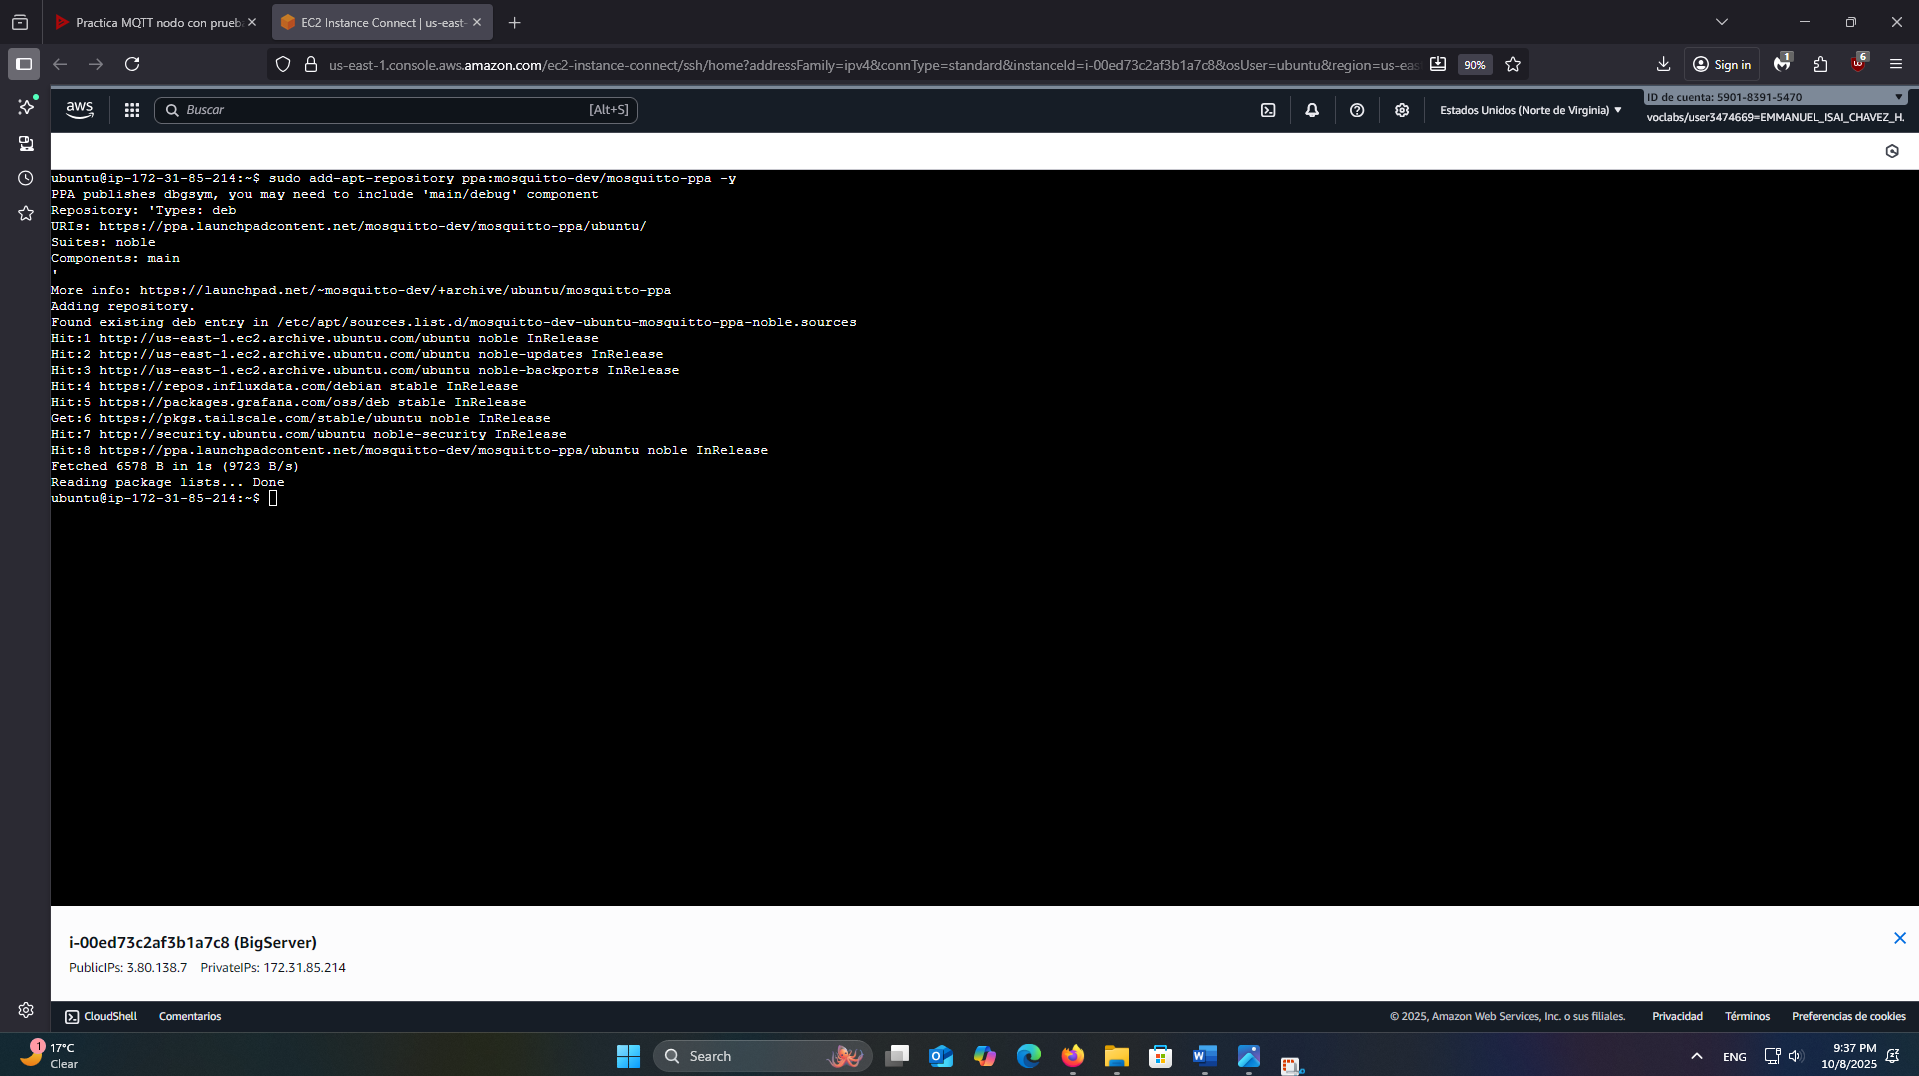 Practica MQTT nodo con prueb
EC2 Instance Connect | us-east-
us-east-1.console.aws.amazon.com/ec2-instance-connect/ssh/home?addressFamily=ipv4&connType=standard&instanceId=i-00ed73c2af3b1a7c8&osUser=ubuntu&region=us-eas
90%
Sign in
1
6
aws
Buscar
[Alt+S]
Estados Unidos (Norte de Virginia)
ID de cuenta: 5901-8391-5470
voclabs/user3474669=EMMANUEL_ISAI_CHAVEZ_H.
ubuntu@ip-172-31-85-214:~$ sudo add-apt-repository ppa:mosquitto-dev/mosquitto-ppa -y
PPA publishes dbgsym, you may need to include 'main/debug' component
Repository: 'Types: deb
URIs: https://ppa.launchpadcontent.net/mosquitto-dev/mosquitto-ppa/ubuntu/
Suites: noble
Components: main
'
More info: https://launchpad.net/~mosquitto-dev/+archive/ubuntu/mosquitto-ppa
Adding repository.
Found existing deb entry in /etc/apt/sources.list.d/mosquitto-dev-ubuntu-mosquitto-ppa-noble.sources
Hit:1 http://us-east-1.ec2.archive.ubuntu.com/ubuntu noble InRelease
Hit:2 http://us-east-1.ec2.archive.ubuntu.com/ubuntu noble-updates InRelease
Hit:3 http://us-east-1.ec2.archive.ubuntu.com/ubuntu noble-backports InRelease
Hit:4 https://repos.influxdata.com/debian stable InRelease
Hit:5 https://packages.grafana.com/oss/deb stable InRelease
Get:6 https://pkgs.tailscale.com/stable/ubuntu noble InRelease
Hit:7 http://security.ubuntu.com/ubuntu noble-security InRelease
Hit:8 https://ppa.launchpadcontent.net/mosquitto-dev/mosquitto-ppa/ubuntu noble InRelease
Fetched 6578 B in 1s (9723 B/s)
Reading package lists... Done
ubuntu@ip-172-31-85-214:~$
i-00ed73c2af3b1a7c8 (BigServer)
PublicIPs: 3.80.138.7 PrivateIPs: 172.31.85.214
CloudShell
Comentarios
© 2025, Amazon Web Services, Inc. o sus filiales.
Privacidad
Términos
Preferencias de cookies
1
17°C
Clear
Search
ENG
9:37 PM
10/8/2025